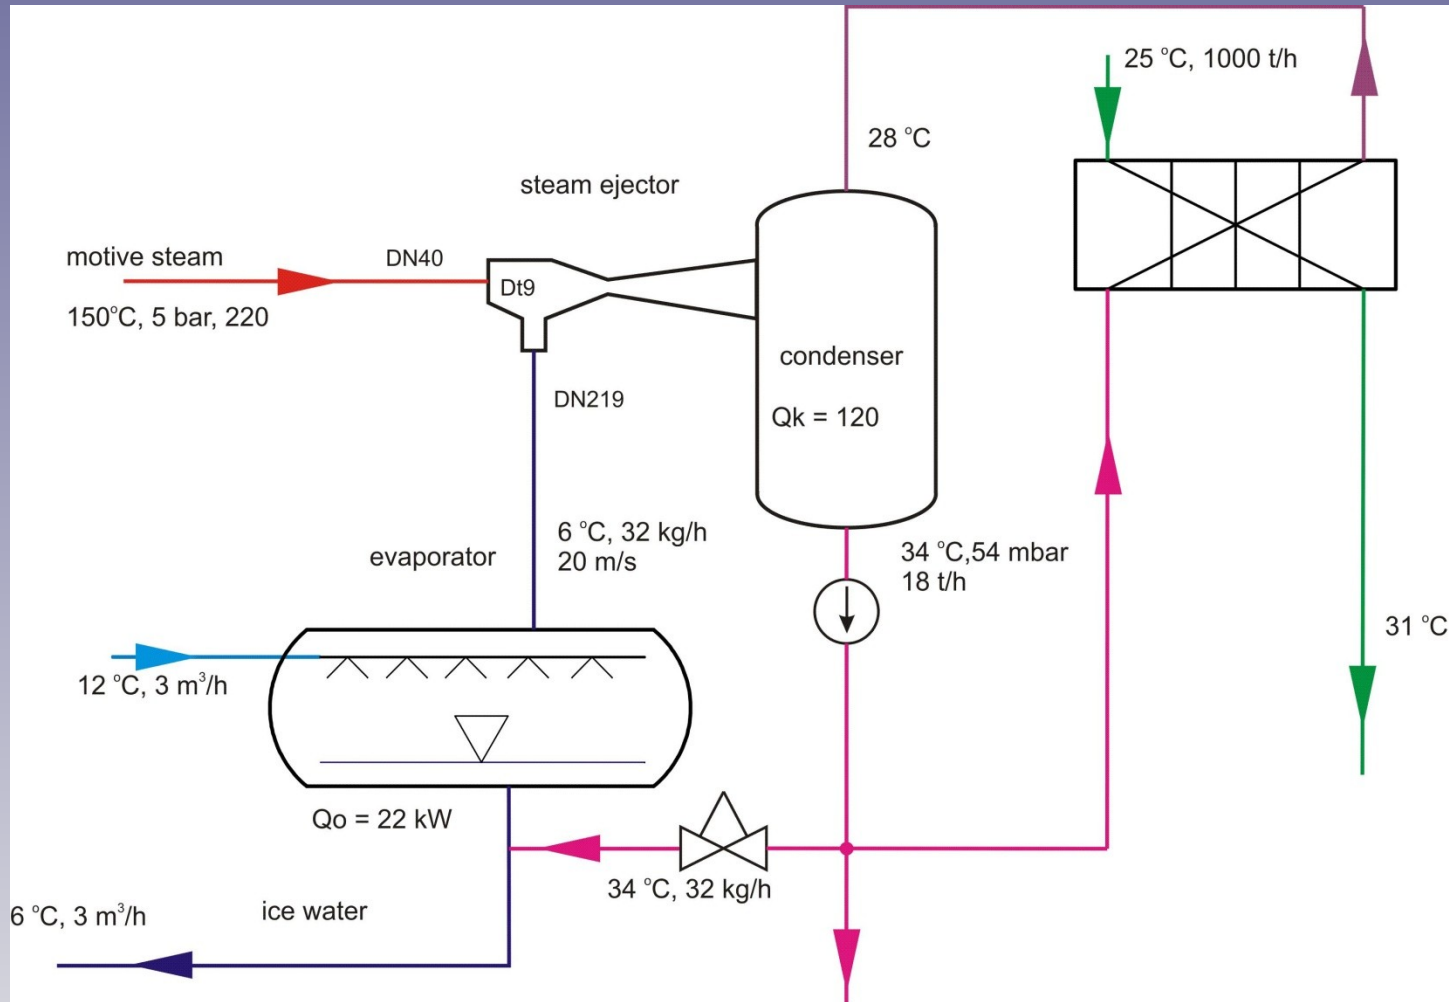 25 °C, 1000 t/h
28 °C
steam ejector
motive steam
DN40
Dt9
150°C, 5 bar, 220
condenser
DN219
Qk = 120
6 °C, 32 kg/h
20 m/s
evaporator
34 °C,54 mbar
18 t/h
31 °C
12 °C, 3 m³/h
Qo = 22 kW
34 °C, 32 kg/h
6 °C, 3 m³/h
ice water